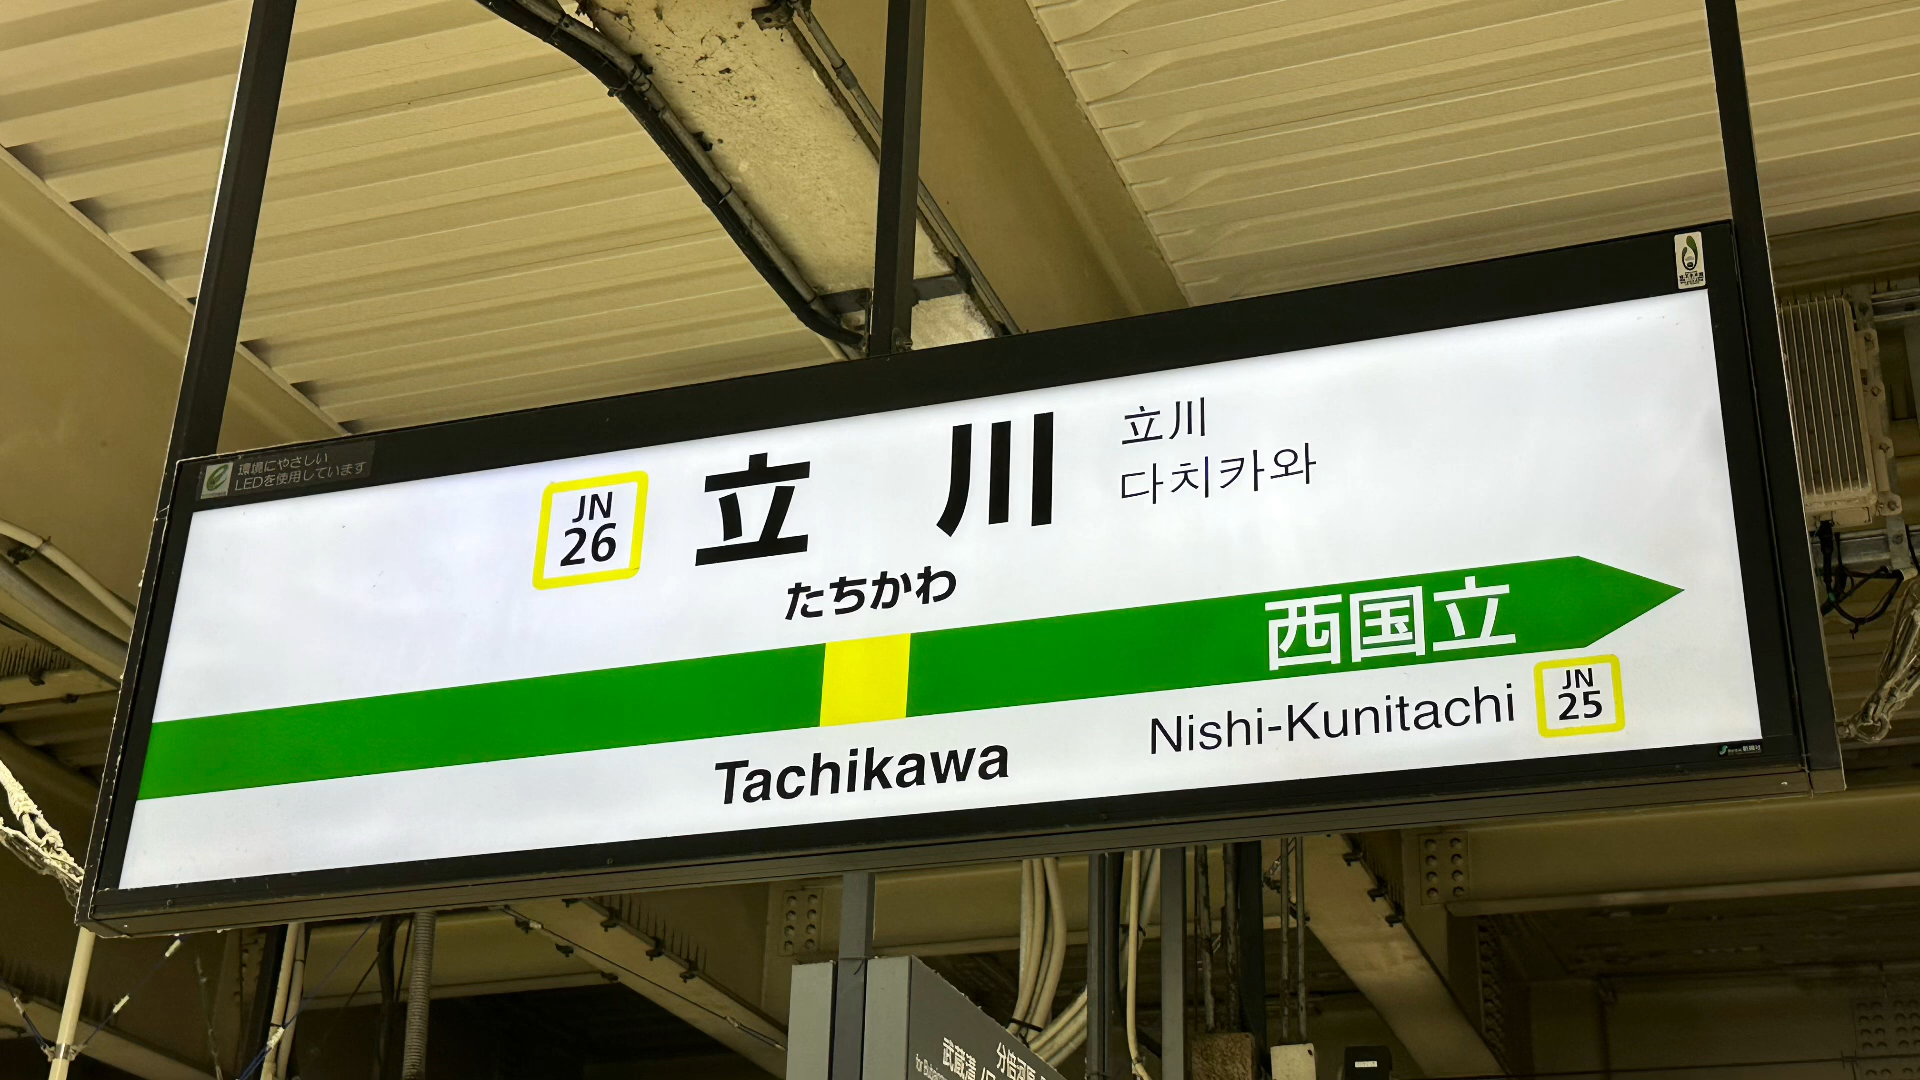 環境にやさしい
LEDを使用しています
JN
26
立川
立川
다치카와
たちかわ
西国立
Tachikawa
Nishi-Kunitachi
JN
25